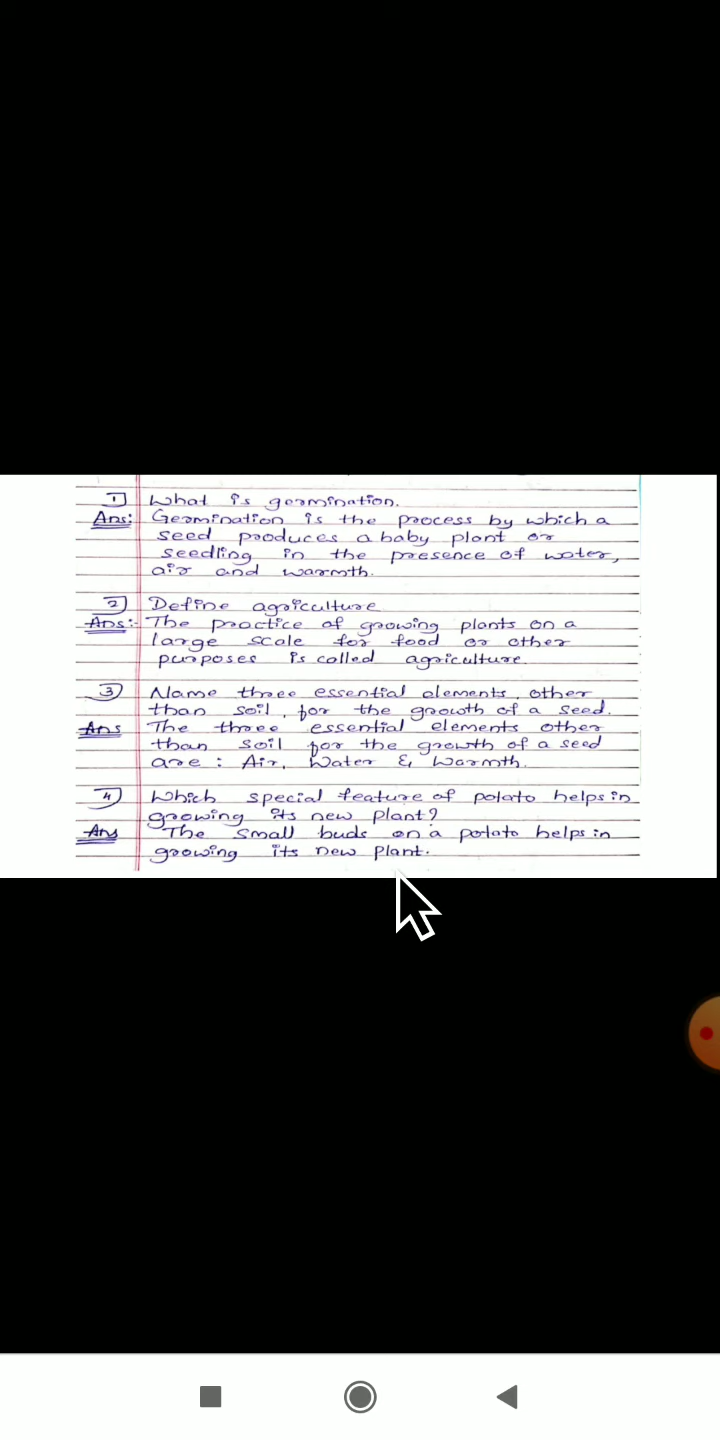 1) What is germination.
Ans: Germination is the process by which a
seed produces a baby plant or
seedling in the presence of water,
air and warmth.
2) Define agriculture
Ans:- The practice of growing plants on a
large scale for food or other
purposes is called agriculture.
3) Name three essential elements, other
than soil, for the growth of a seed.
Ans The three essential elements other
than soil for the growth of a seed
are : Air, Water & Warmth.
4) Which special feature of potato helps in
growing its new plant?
Ans The small buds on a potato helps in
growing its new plant.